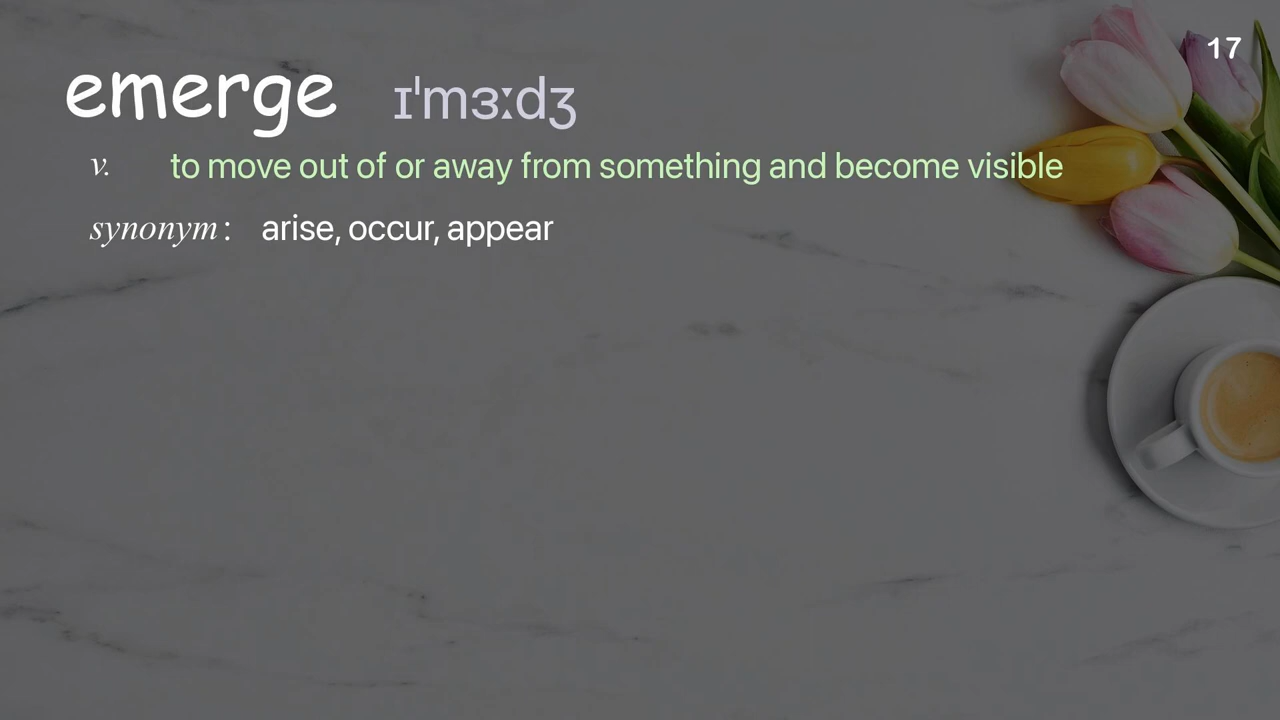 17
emerge ɪˈmɜːdʒ
v. to move out of or away from something and become visible
synonym: arise, occur, appear